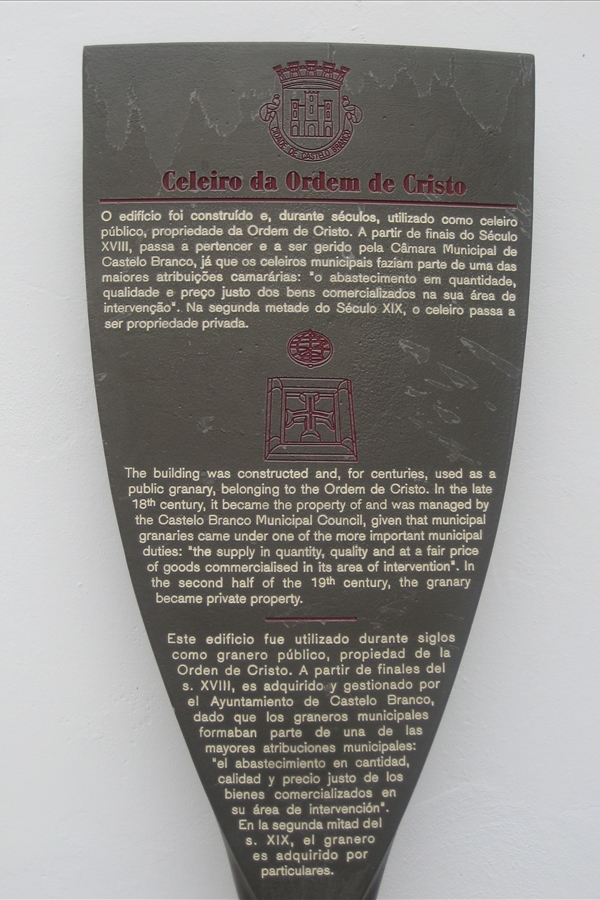 CIDADE DE CASTELO BRANCO
Celeiro da Ordem de Cristo
O edifício foi construído e, durante séculos, utilizado como celeiro
público, propriedade da Ordem de Cristo. A partir de finais do Século
XVIII, passa a pertencer e a ser gerido pela Câmara Municipal de
Castelo Branco, já que os celeiros municipais faziam parte de uma das
maiores atribuições camarárias: "o abastecimento em quantidade,
qualidade e preço justo dos bens comercializados na sua área de
intervenção". Na segunda metade do Século XIX, o celeiro passa a
ser propriedade privada.
The building was constructed and, for centuries, used as a
public granary, belonging to the Ordem de Cristo. In the late
18th century, it became the property of and was managed by
the Castelo Branco Municipal Council, given that municipal
granaries came under one of the more important municipal
duties: "the supply in quantity, quality and at a fair price
of goods commercialised in its area of intervention". In
the second half of the 19th century, the granary
became private property.
Este edificio fue utilizado durante siglos
como granero público, propiedad de la
Orden de Cristo. A partir de finales del
s. XVIII, es adquirido y gestionado por
el Ayuntamiento de Castelo Branco,
dado que los graneros municipales
formaban parte de una de las
mayores atribuciones municipales:
"el abastecimiento en cantidad,
calidad y precio justo de los
bienes comercializados en
su área de intervención".
En la segunda mitad del
s. XIX, el granero
es adquirido por
particulares.